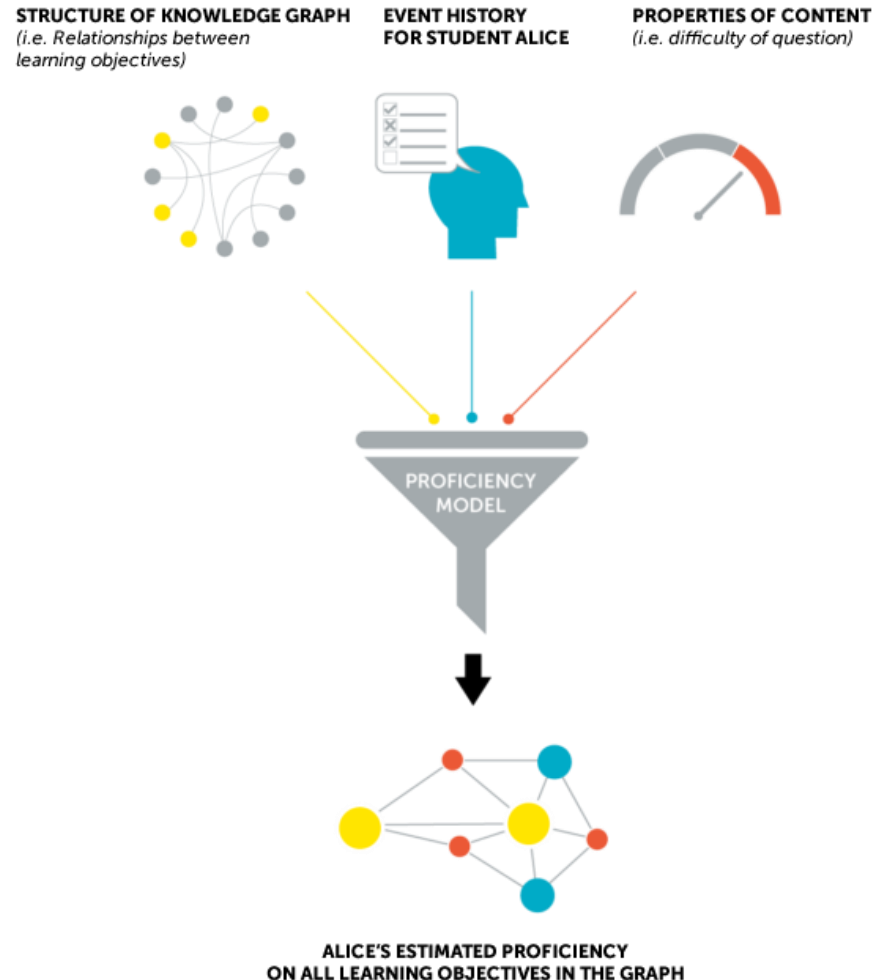 STRUCTURE OF KNOWLEDGE GRAPH
(i.e. Relationships between
learning objectives)
EVENT HISTORY
FOR STUDENT ALICE
PROPERTIES OF CONTENT
(i.e. difficulty of question)
PROFICIENCY
MODEL
ALICE'S ESTIMATED PROFICIENCY
ON ALL LEARNING OBJECTIVES IN THE GRAPH